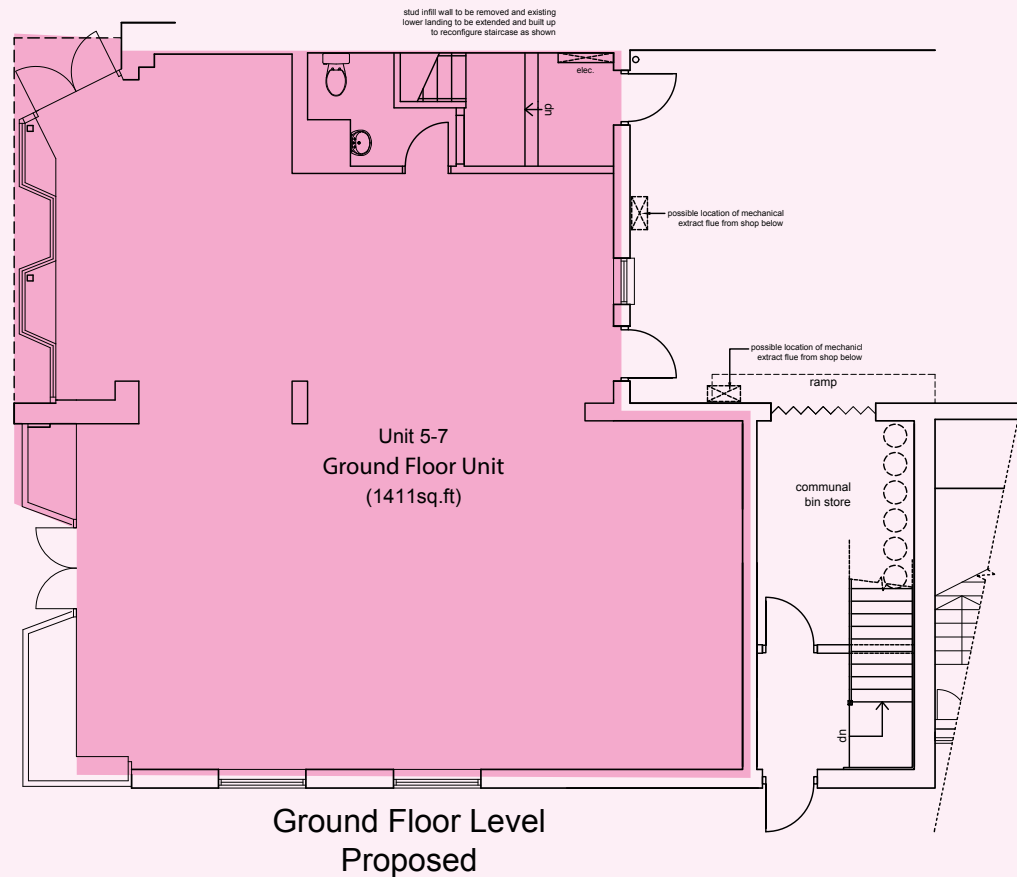 stud infill wall to be removed and existing
lower landing to be extended and built up
to reconfigure staircase as shown
elec.
dn
possible location of mechanical
extract flue from shop below
possible location of mechanicl
extract flue from shop below
ramp
Unit 5-7
Ground Floor Unit
(1411sq.ft)
communal
bin store
up
Ground Floor Level
Proposed